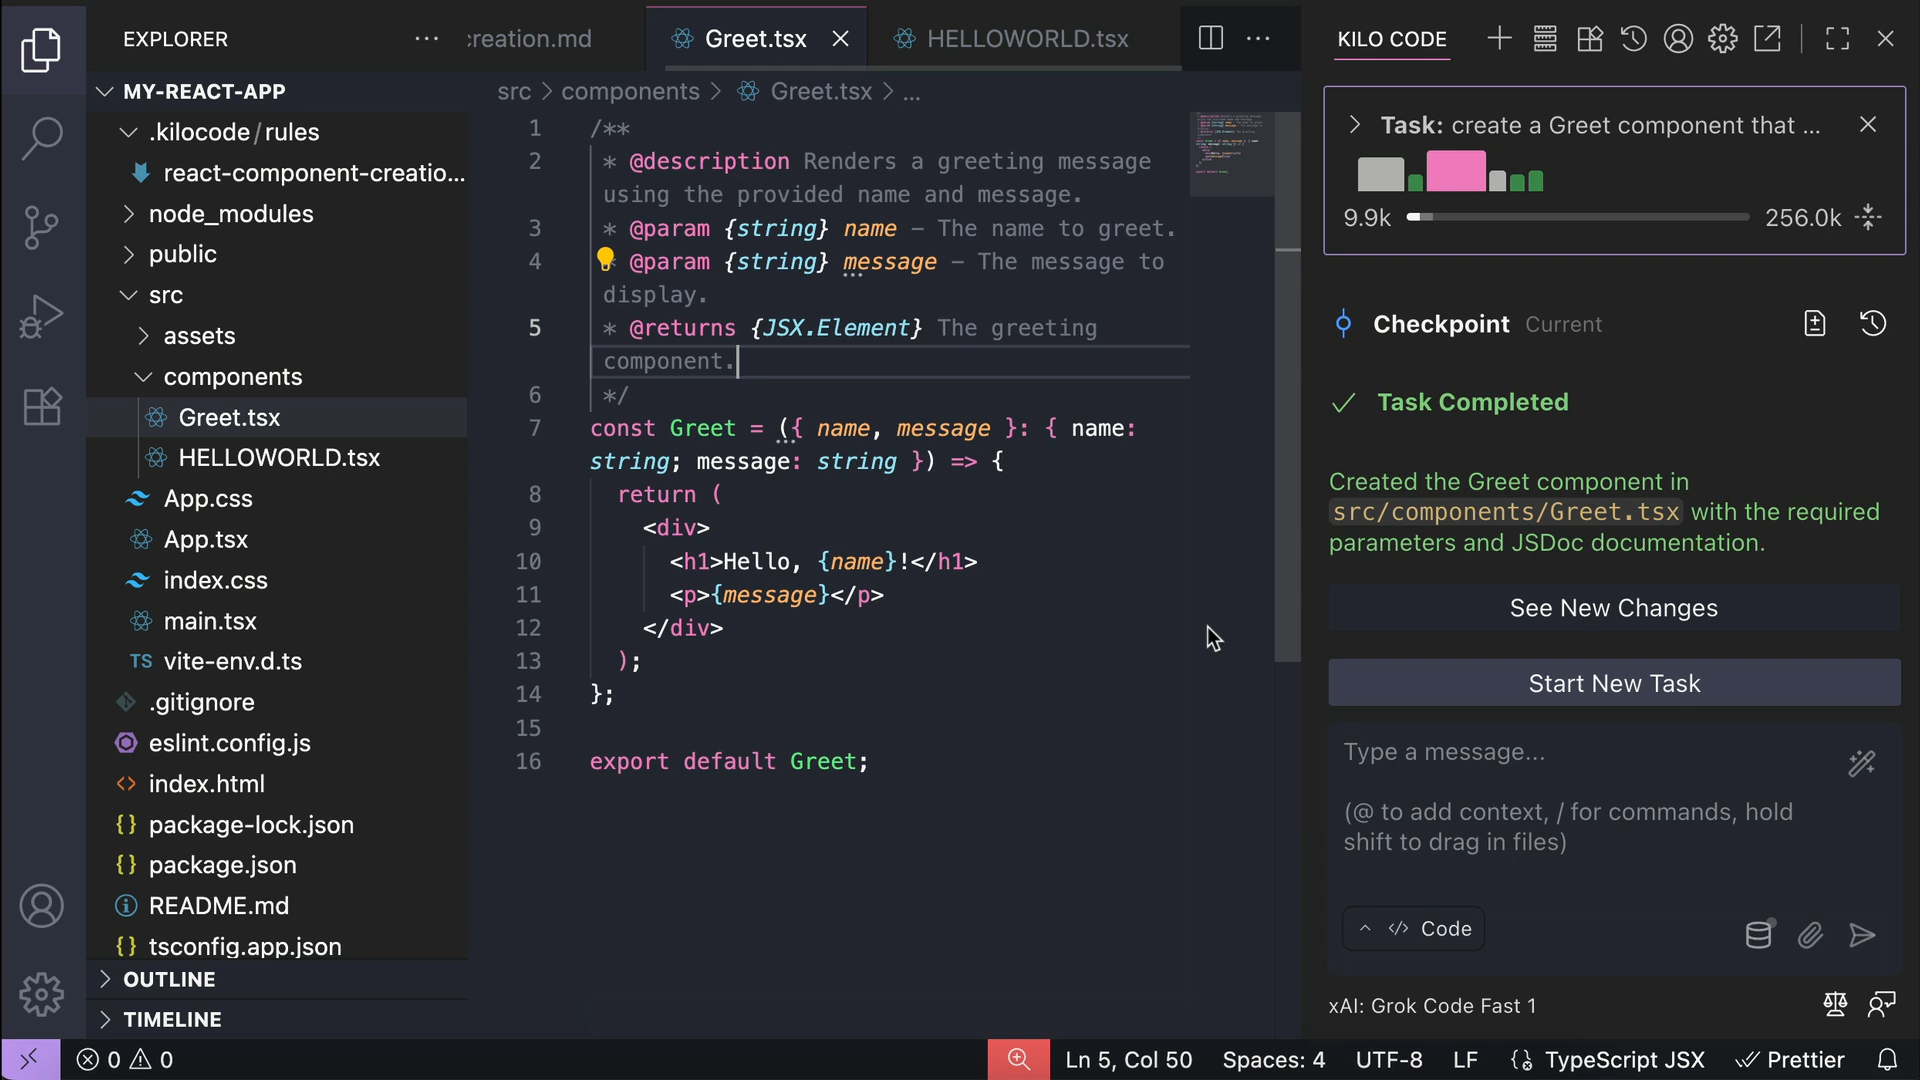 EXPLORER
MY-REACT-APP
.kilocode / rules
react-component-creatio...
node_modules
public
src
assets
components
Greet.tsx
HELLOWORLD.tsx
App.css
App.tsx
index.css
main.tsx
TS vite-env.d.ts
.gitignore
eslint.config.js
index.html
{} package-lock.json
{} package.json
README.md
{} tsconfig.app.json
OUTLINE
TIMELINE
creation.md
Greet.tsx
HELLOWORLD.tsx
src > components > Greet.tsx > ...
1 /**
2 * @description Renders a greeting message
using the provided name and message.
3 * @param {string} name – The name to greet.
4 * @param {string} message – The message to
display.
5 * @returns {JSX.Element} The greeting
component.
6 */
7 const Greet = ({ name, message }: { name:
string; message: string }) => {
8 return (
9 <div>
10 <h1>Hello, {name}!</h1>
11 <p>{message}</p>
12 </div>
13 );
14 };
15
16 export default Greet;
KILO CODE
Task: create a Greet component that ...
9.9k 256.0k
Checkpoint Current
Task Completed
Created the Greet component in
src/components/Greet.tsx with the required
parameters and JSDoc documentation.
See New Changes
Start New Task
Type a message...
(@ to add context, / for commands, hold
shift to drag in files)
</> Code
xAI: Grok Code Fast 1
0 0
Ln 5, Col 50
Spaces: 4
UTF-8
LF
TypeScript JSX
Prettier